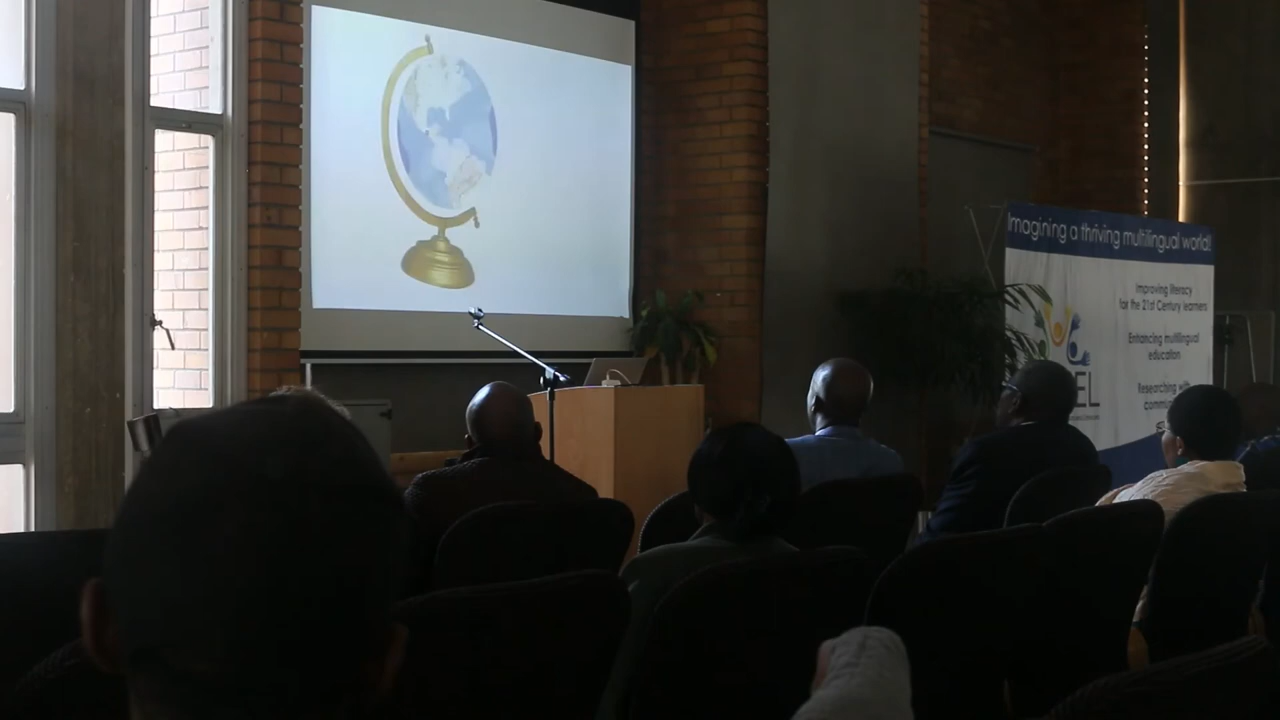 Imagining a thriving multilingual world!
Improving literacy
for the 21st Century learners
Enhancing multilingual
education
Researching with
EL